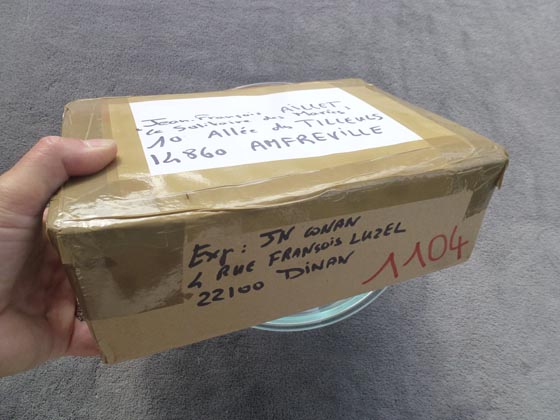 Jean-François AILLET
"Le Solitaire des Marais"
10 Allée des TILLEULS
14860 AMFREVILLE
Exp: JN CONAN
4 RUE FRANÇOIS LUZEL
22100 DINAN
1104